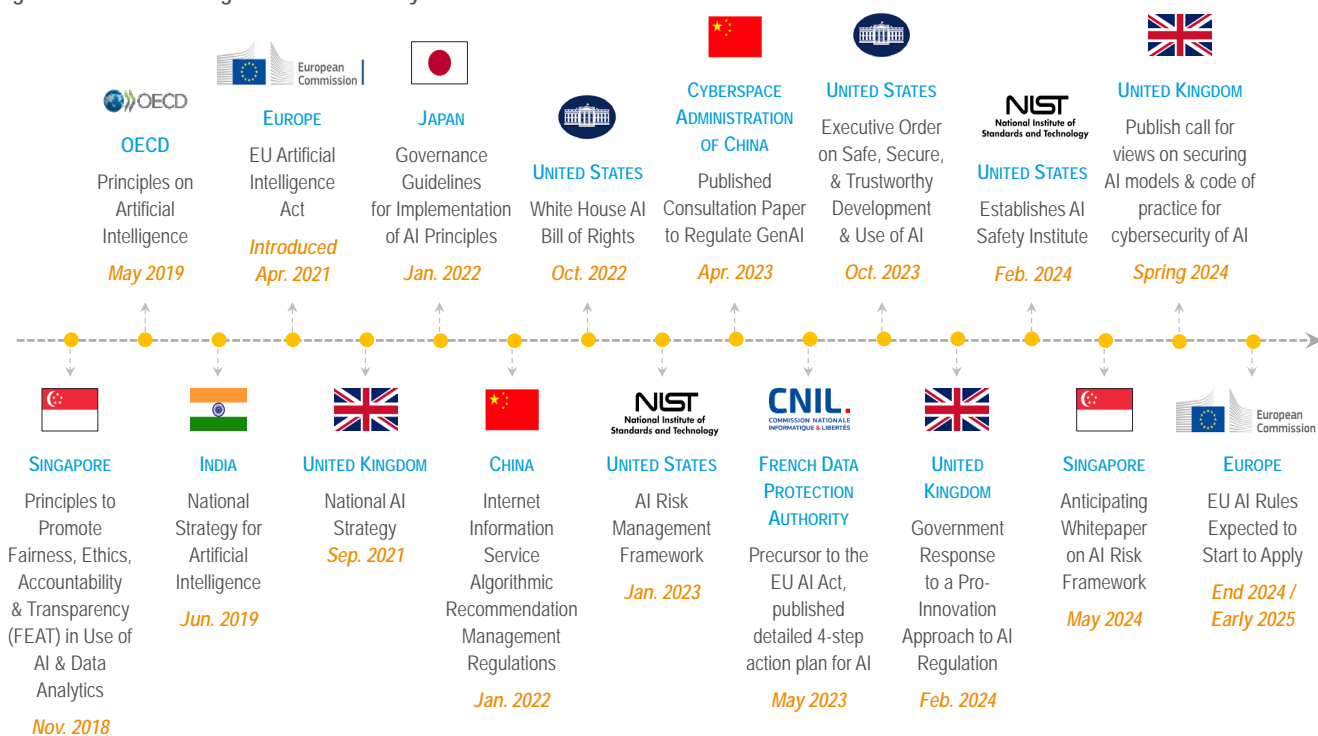 OECD
OECD
Principles on
Artificial
Intelligence
May 2019
European
Commission
EUROPE
EU Artificial
Intelligence
Act
Introduced
Apr. 2021
JAPAN
Governance
Guidelines
for Implementation
of AI Principles
Jan. 2022
UNITED STATES
White House AI
Bill of Rights
Oct. 2022
CYBERSPACE
ADMINISTRATION
OF CHINA
Published
Consultation Paper
to Regulate GenAI
Apr. 2023
UNITED STATES
Executive Order
on Safe, Secure,
& Trustworthy
Development
& Use of AI
Oct. 2023
NIST
National Institute of
Standards and Technology
UNITED STATES
Establishes AI
Safety Institute
Feb. 2024
UNITED KINGDOM
Publish call for
views on securing
AI models & code of
practice for
cybersecurity of AI
Spring 2024
SINGAPORE
Principles to
Promote
Fairness, Ethics,
Accountability
& Transparency
(FEAT) in Use of
AI & Data
Analytics
Nov. 2018
INDIA
National
Strategy for
Artificial
Intelligence
Jun. 2019
UNITED KINGDOM
National AI
Strategy
Sep. 2021
CHINA
Internet
Information
Service
Algorithmic
Recommendation
Management
Regulations
Jan. 2022
NIST
National Institute of
Standards and Technology
UNITED STATES
AI Risk
Management
Framework
Jan. 2023
CNIL.
COMMISSION NATIONALE
INFORMATIQUE & LIBERTÉS
FRENCH DATA
PROTECTION
AUTHORITY
Precursor to the
EU AI Act,
published
detailed 4-step
action plan for AI
May 2023
UNITED
KINGDOM
Government
Response
to a Pro-
Innovation
Approach to AI
Regulation
Feb. 2024
SINGAPORE
Anticipating
Whitepaper
on AI Risk
Framework
May 2024
European
Commission
EUROPE
EU AI Rules
Expected to
Start to Apply
End 2024 /
Early 2025